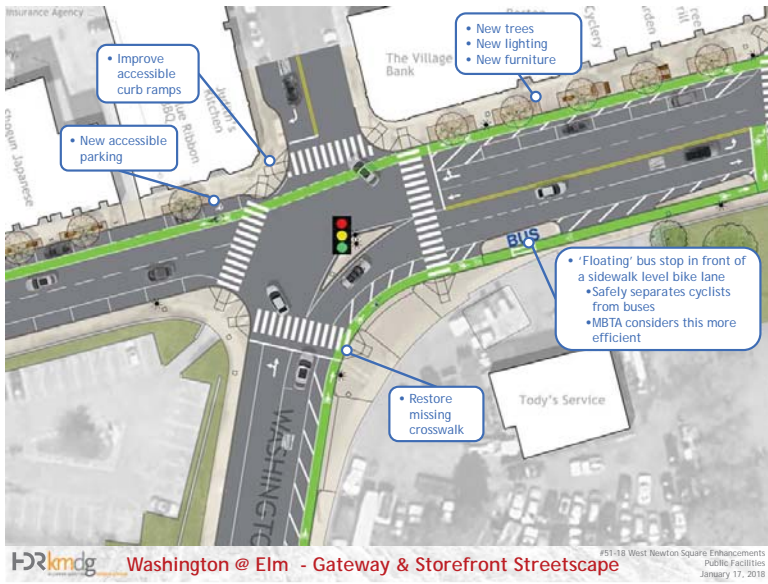 Insurance Agency
• Improve
accessible
curb ramps
• New trees
• New lighting
• New furniture
The Village
Bank
Cyclery
Judith's
Kitchen
Ribbon
BBQ
Shogun Japanese
• New accessible
parking
BUS
• 'Floating' bus stop in front of
a sidewalk level bike lane
•Safely separates cyclists
from buses
•MBTA considers this more
efficient
• Restore
missing
crosswalk
Tody's Service
WASHINGTO
HDR kmdg
Washington @ Elm - Gateway & Storefront Streetscape
#51-18 West Newton Square Enhancements
Public Facilities
January 17, 2018